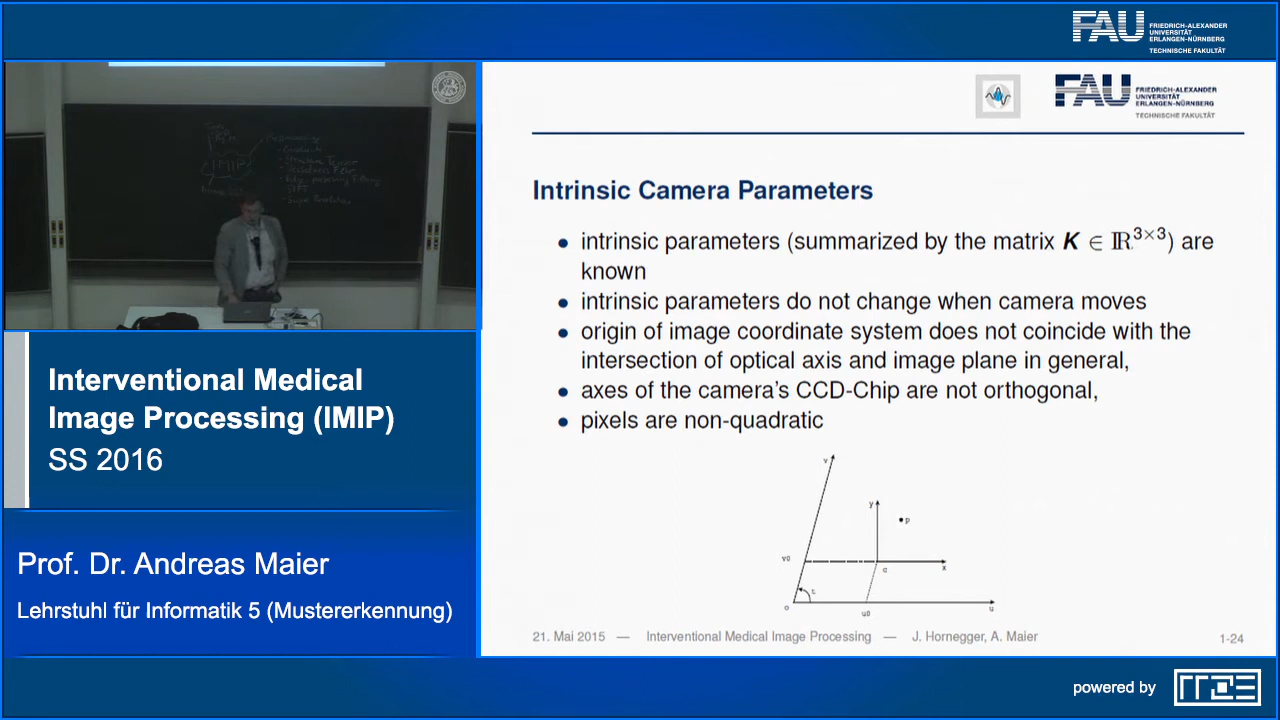 FAU FRIEDRICH-ALEXANDER
UNIVERSITÄT
ERLANGEN-NÜRNBERG
TECHNISCHE FAKULTÄT
IMIP
Interventional Medical
Image Processing (IMIP)
SS 2016
Prof. Dr. Andreas Maier
Lehrstuhl für Informatik 5 (Mustererkennung)
FAU FRIEDRICH-ALEXANDER
UNIVERSITÄT
ERLANGEN-NÜRNBERG
TECHNISCHE FAKULTÄT
Intrinsic Camera Parameters
• intrinsic parameters (summarized by the matrix K ∈ ℝ³ˣ³) are
known
• intrinsic parameters do not change when camera moves
• origin of image coordinate system does not coincide with the
intersection of optical axis and image plane in general,
• axes of the camera's CCD-Chip are not orthogonal,
• pixels are non-quadratic
v
y
p
v0
x
o
u0
u
21. Mai 2015 — Interventional Medical Image Processing — J. Hornegger, A. Maier 1-24
powered by